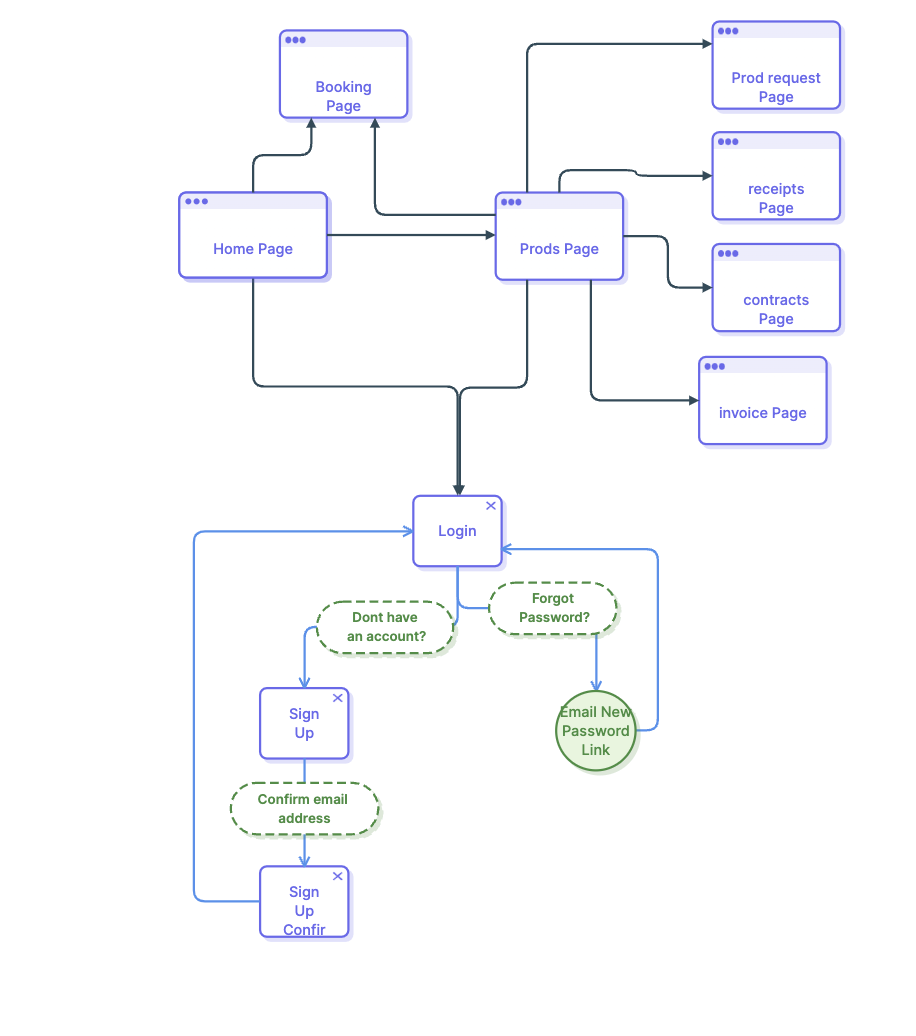 Booking
Page
Prod request
Page
receipts
Page
Home Page
Prods Page
contracts
Page
invoice Page
Login
Forgot
Password?
Dont have
an account?
Sign
Up
Email New
Password
Link
Confirm email
address
Sign
Up
Confir